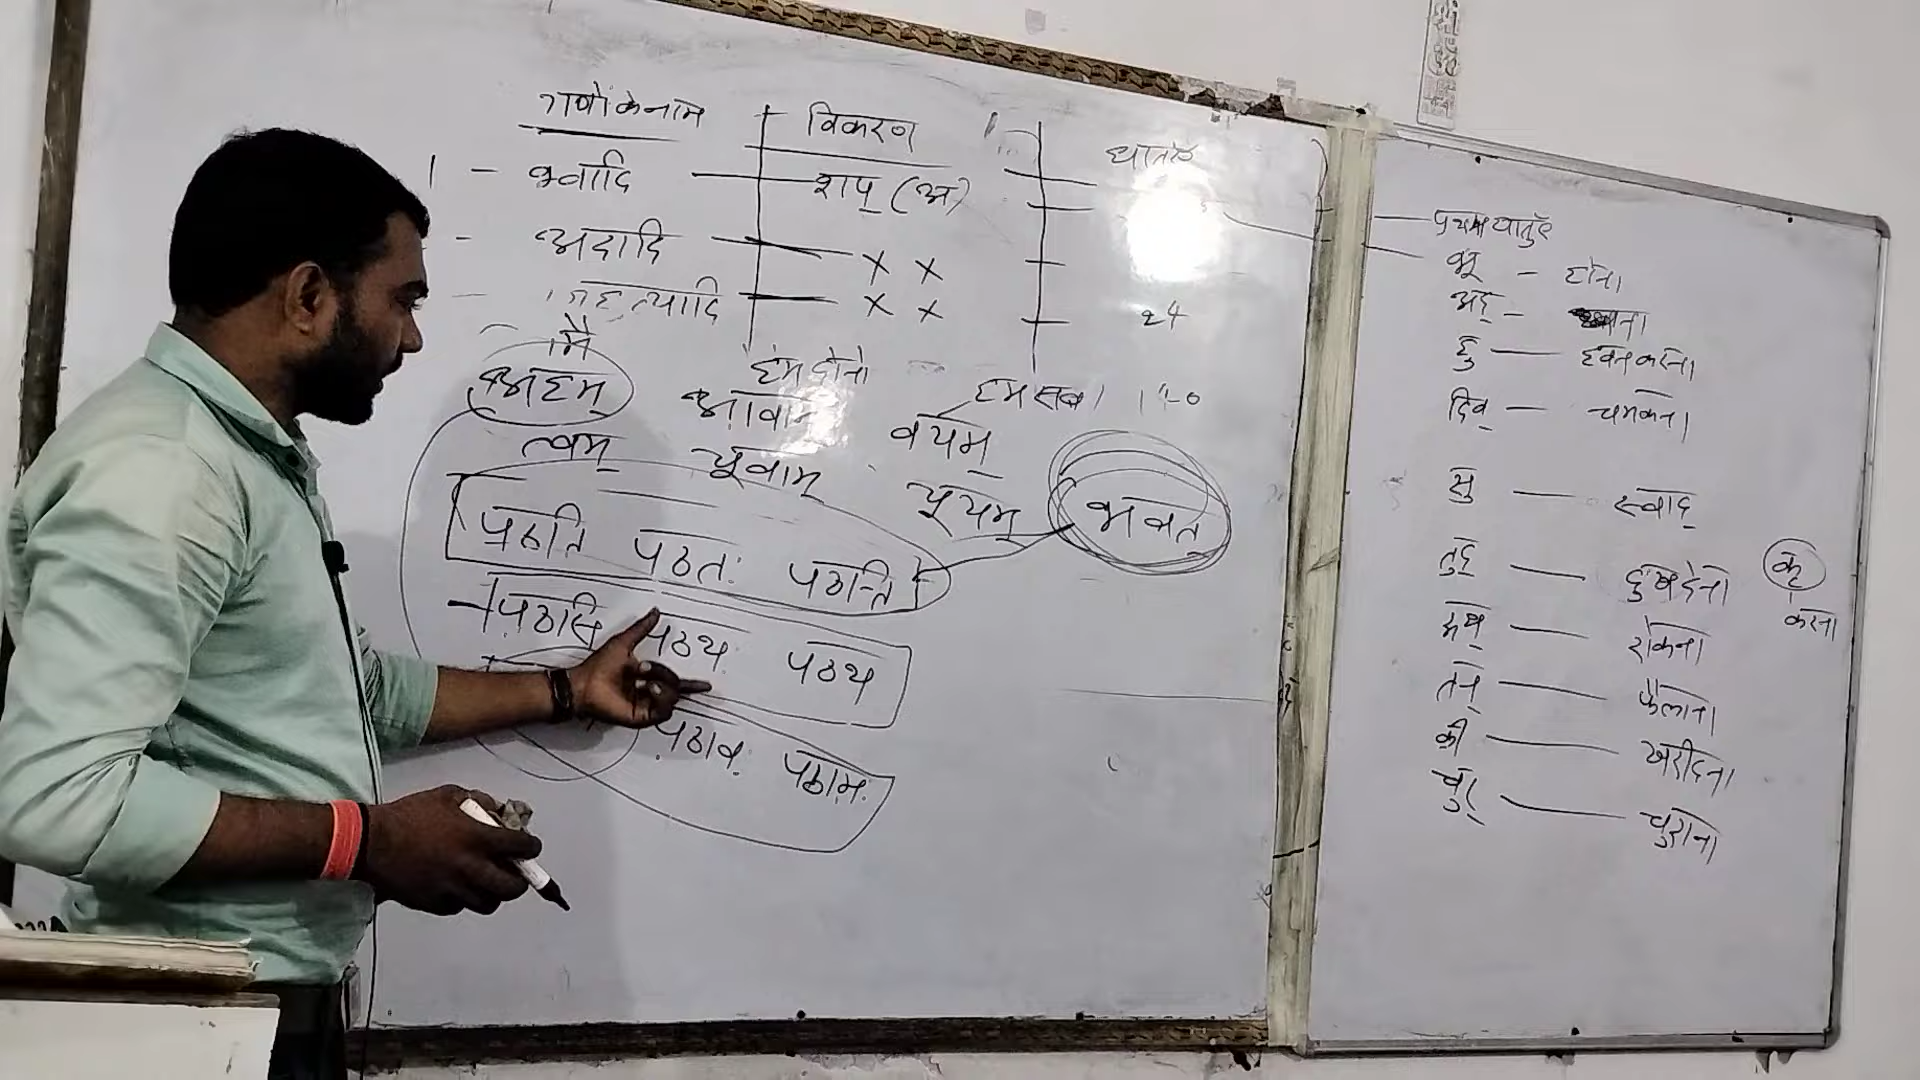 गणों के नाम विकरण धातुएँ
1 - भ्वादि शप् (अ)
- अदादि x x
x x 24
मैं हम दोनो हम सब 1
अहम् आवाम् वयम्
त्वम् यूवाम् यूयम् भवत्
पठति पठतः पठन्ति
पठसि पठथः पठथ
पठावः पठामः
प्रथम धातुएँ
भू - होना
अद् -
हु - हवन करना
दिव् - चमकना
सु - स्वाद्
तुद् - दुख देना
रुध् - रोकना
तन् - फैलाना
क्री - खरीदना
चुर् - चुराना
कृ
करना